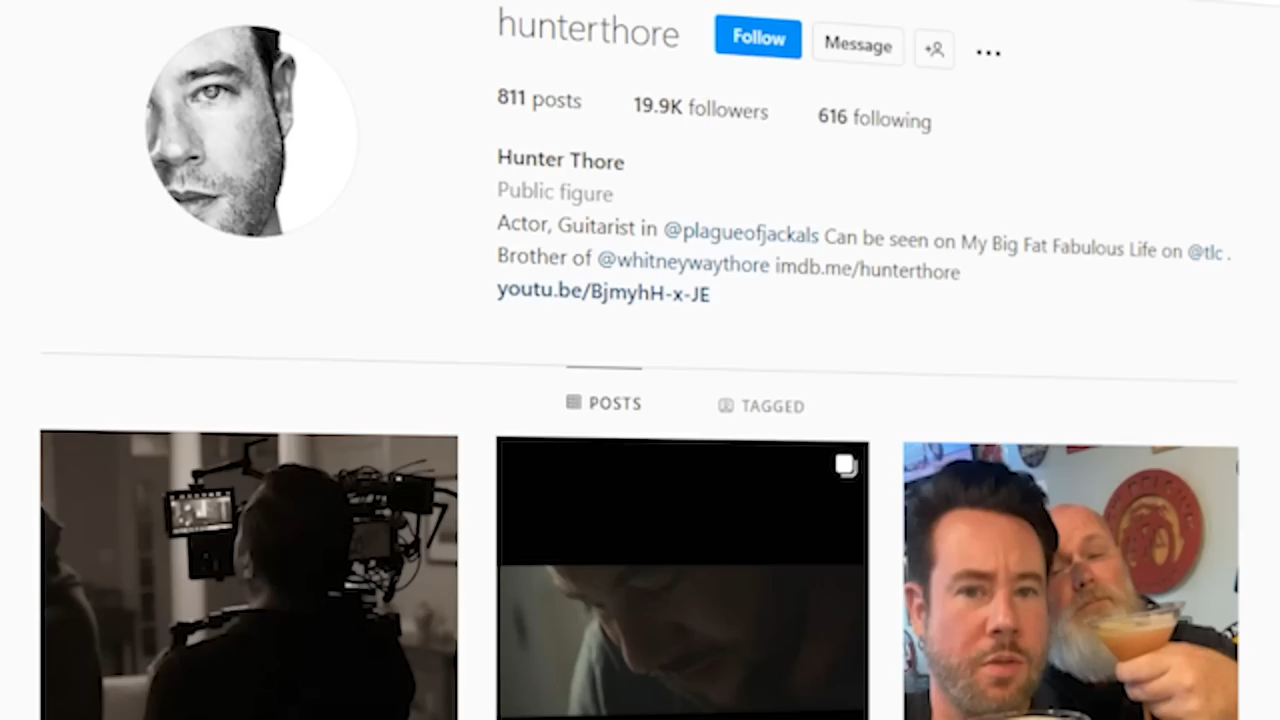 hunterthore Follow Message
811 posts 19.9K followers 616 following
Hunter Thore
Public figure
Actor, Guitarist in @plagueofjackals Can be seen on My Big Fat Fabulous Life on @tlc .
Brother of @whitneywaythore imdb.me/hunterthore
youtu.be/BjmyhH-x-JE
POSTS TAGGED